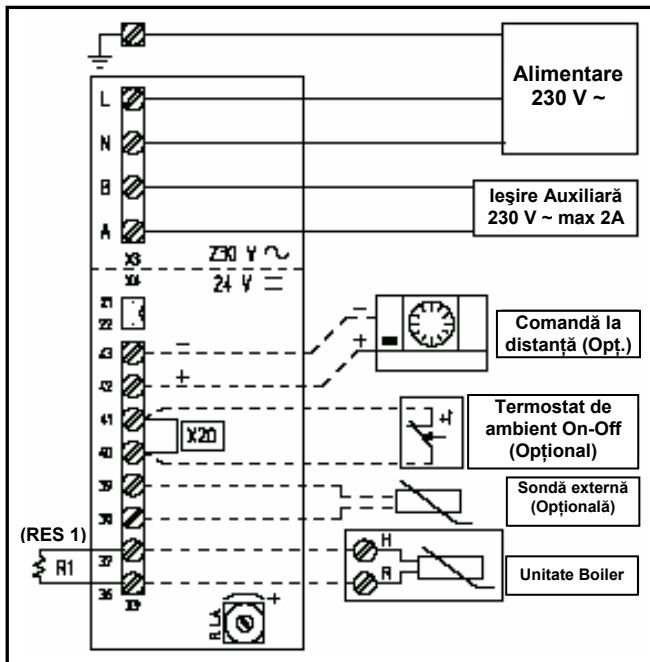 Alimentare
230 V ~
L
N
B
A
Ieşire Auxiliară
230 V ~ max 2A
X3
230 V
X4
24 V
21
22
43
-
-
+
Comandă la
distanţă (Opţ.)
42
+
41
X20
40
Termostat de
ambient On-Off
(Opţional)
39
38
Sondă externă
(Opţională)
(RES 1)
R1
37
H
36
R
Unitate Boiler
X9
R LA
+